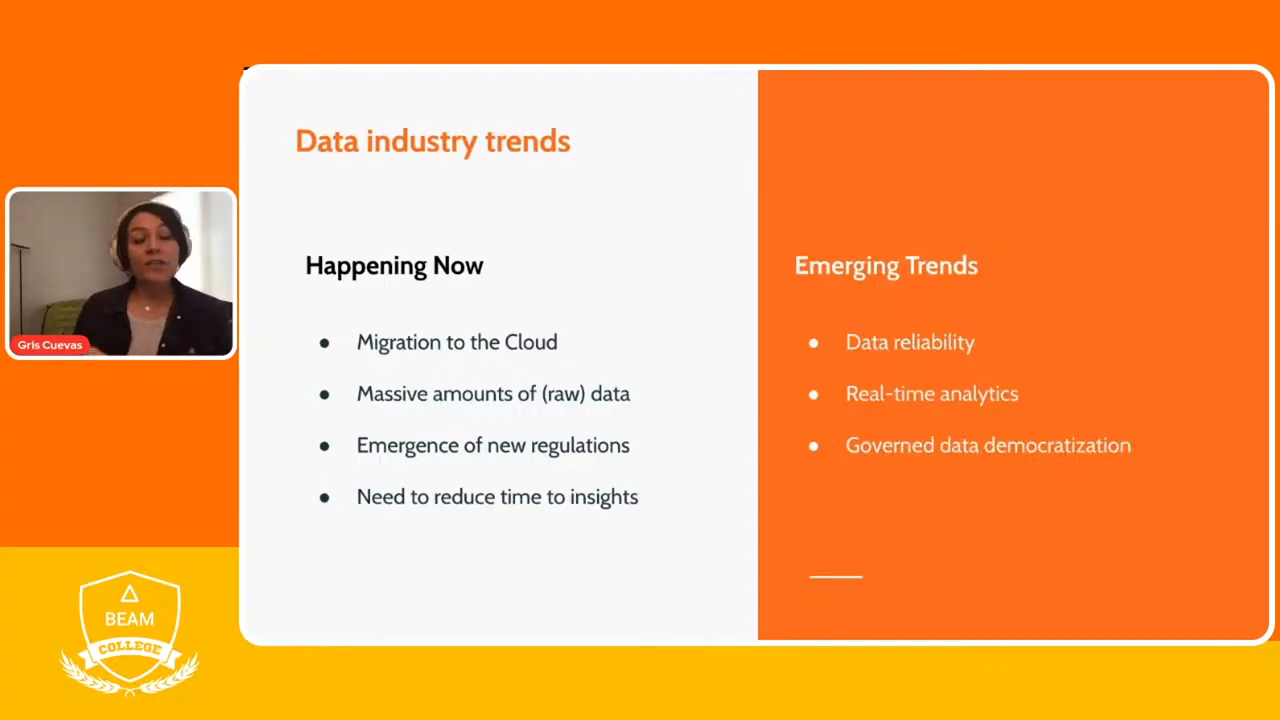 Data industry trends
Happening Now
● Migration to the Cloud
● Massive amounts of (raw) data
● Emergence of new regulations
● Need to reduce time to insights
Emerging Trends
● Data reliability
● Real-time analytics
● Governed data democratization
Gris Cuevas
BEAM
COLLEGE